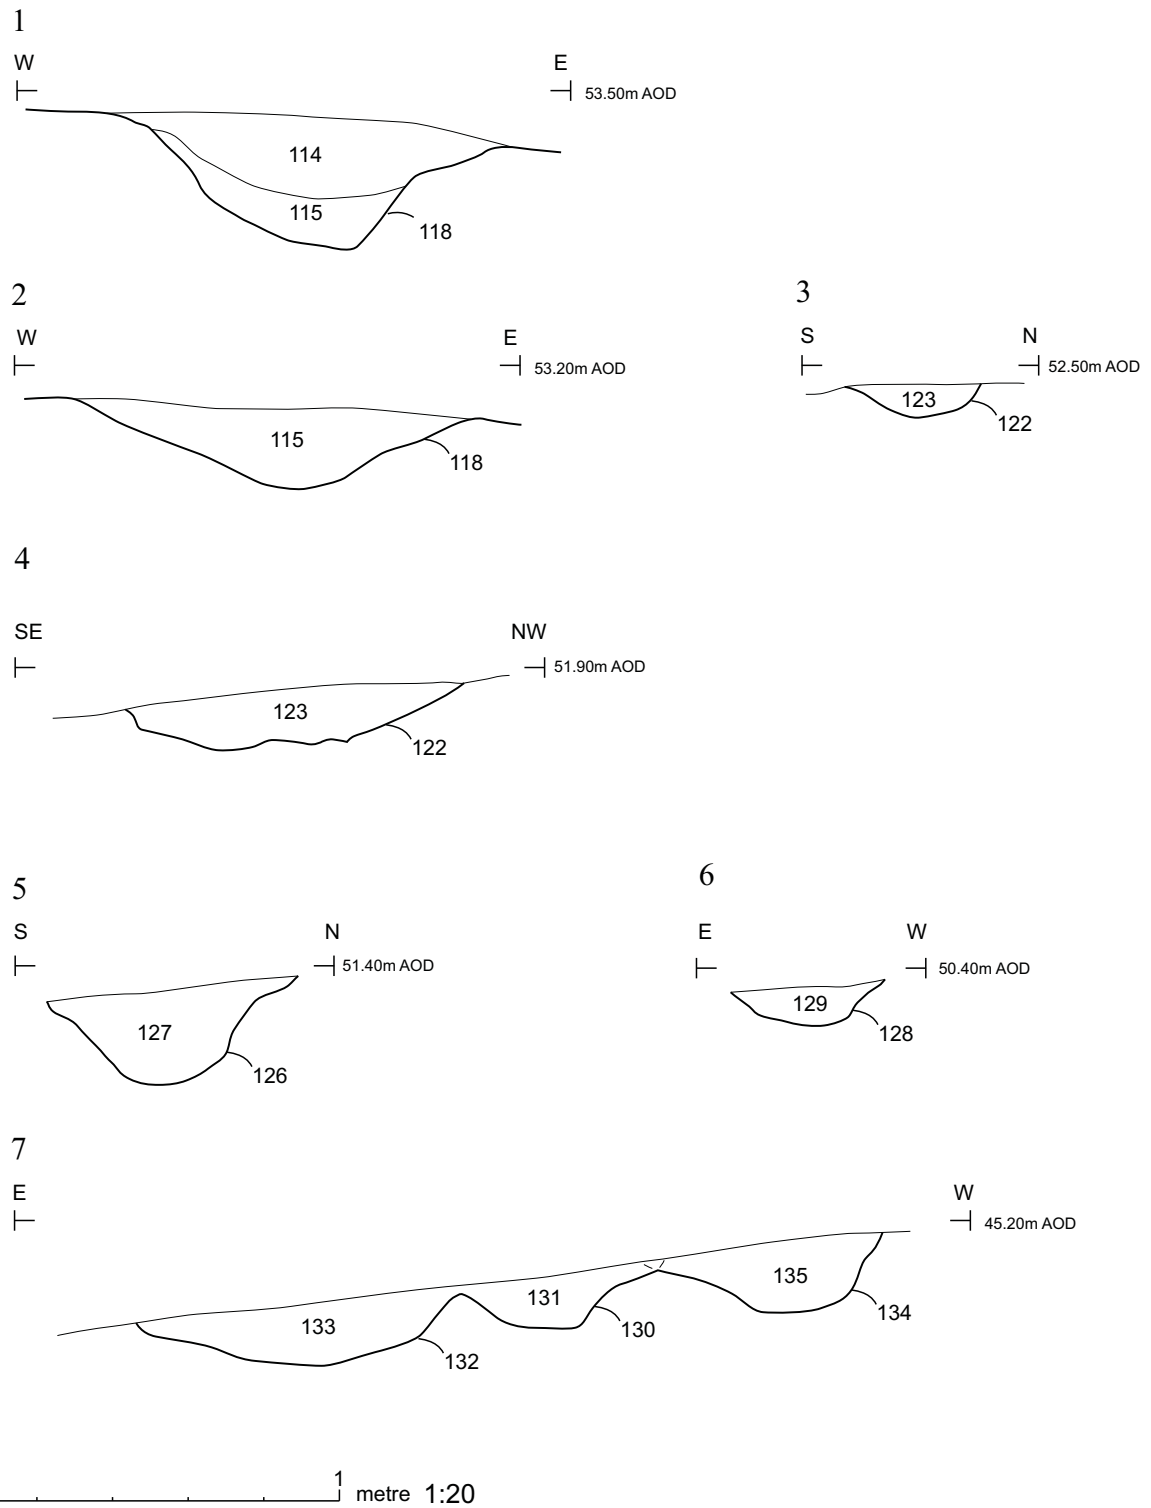 1
W E
53.50m AOD
114
115
118
2
W E
53.20m AOD
115
118
3
S N
52.50m AOD
123
122
4
SE NW
51.90m AOD
123
122
5
S N
51.40m AOD
127
126
6
E W
50.40m AOD
129
128
7
E W
45.20m AOD
135
131
134
133
130
132
1
metre 1:20